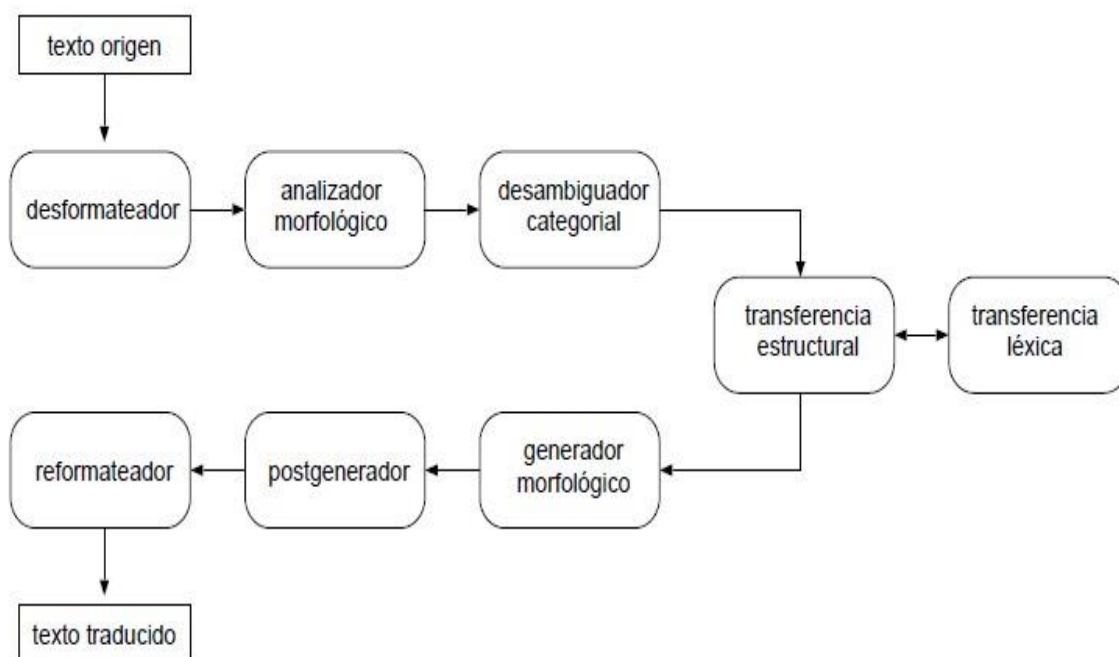 texto origen
desformateador
analizador
morfológico
desambiguador
categorial
transferencia
estructural
transferencia
léxica
generador
morfológico
postgenerador
reformateador
texto traducido